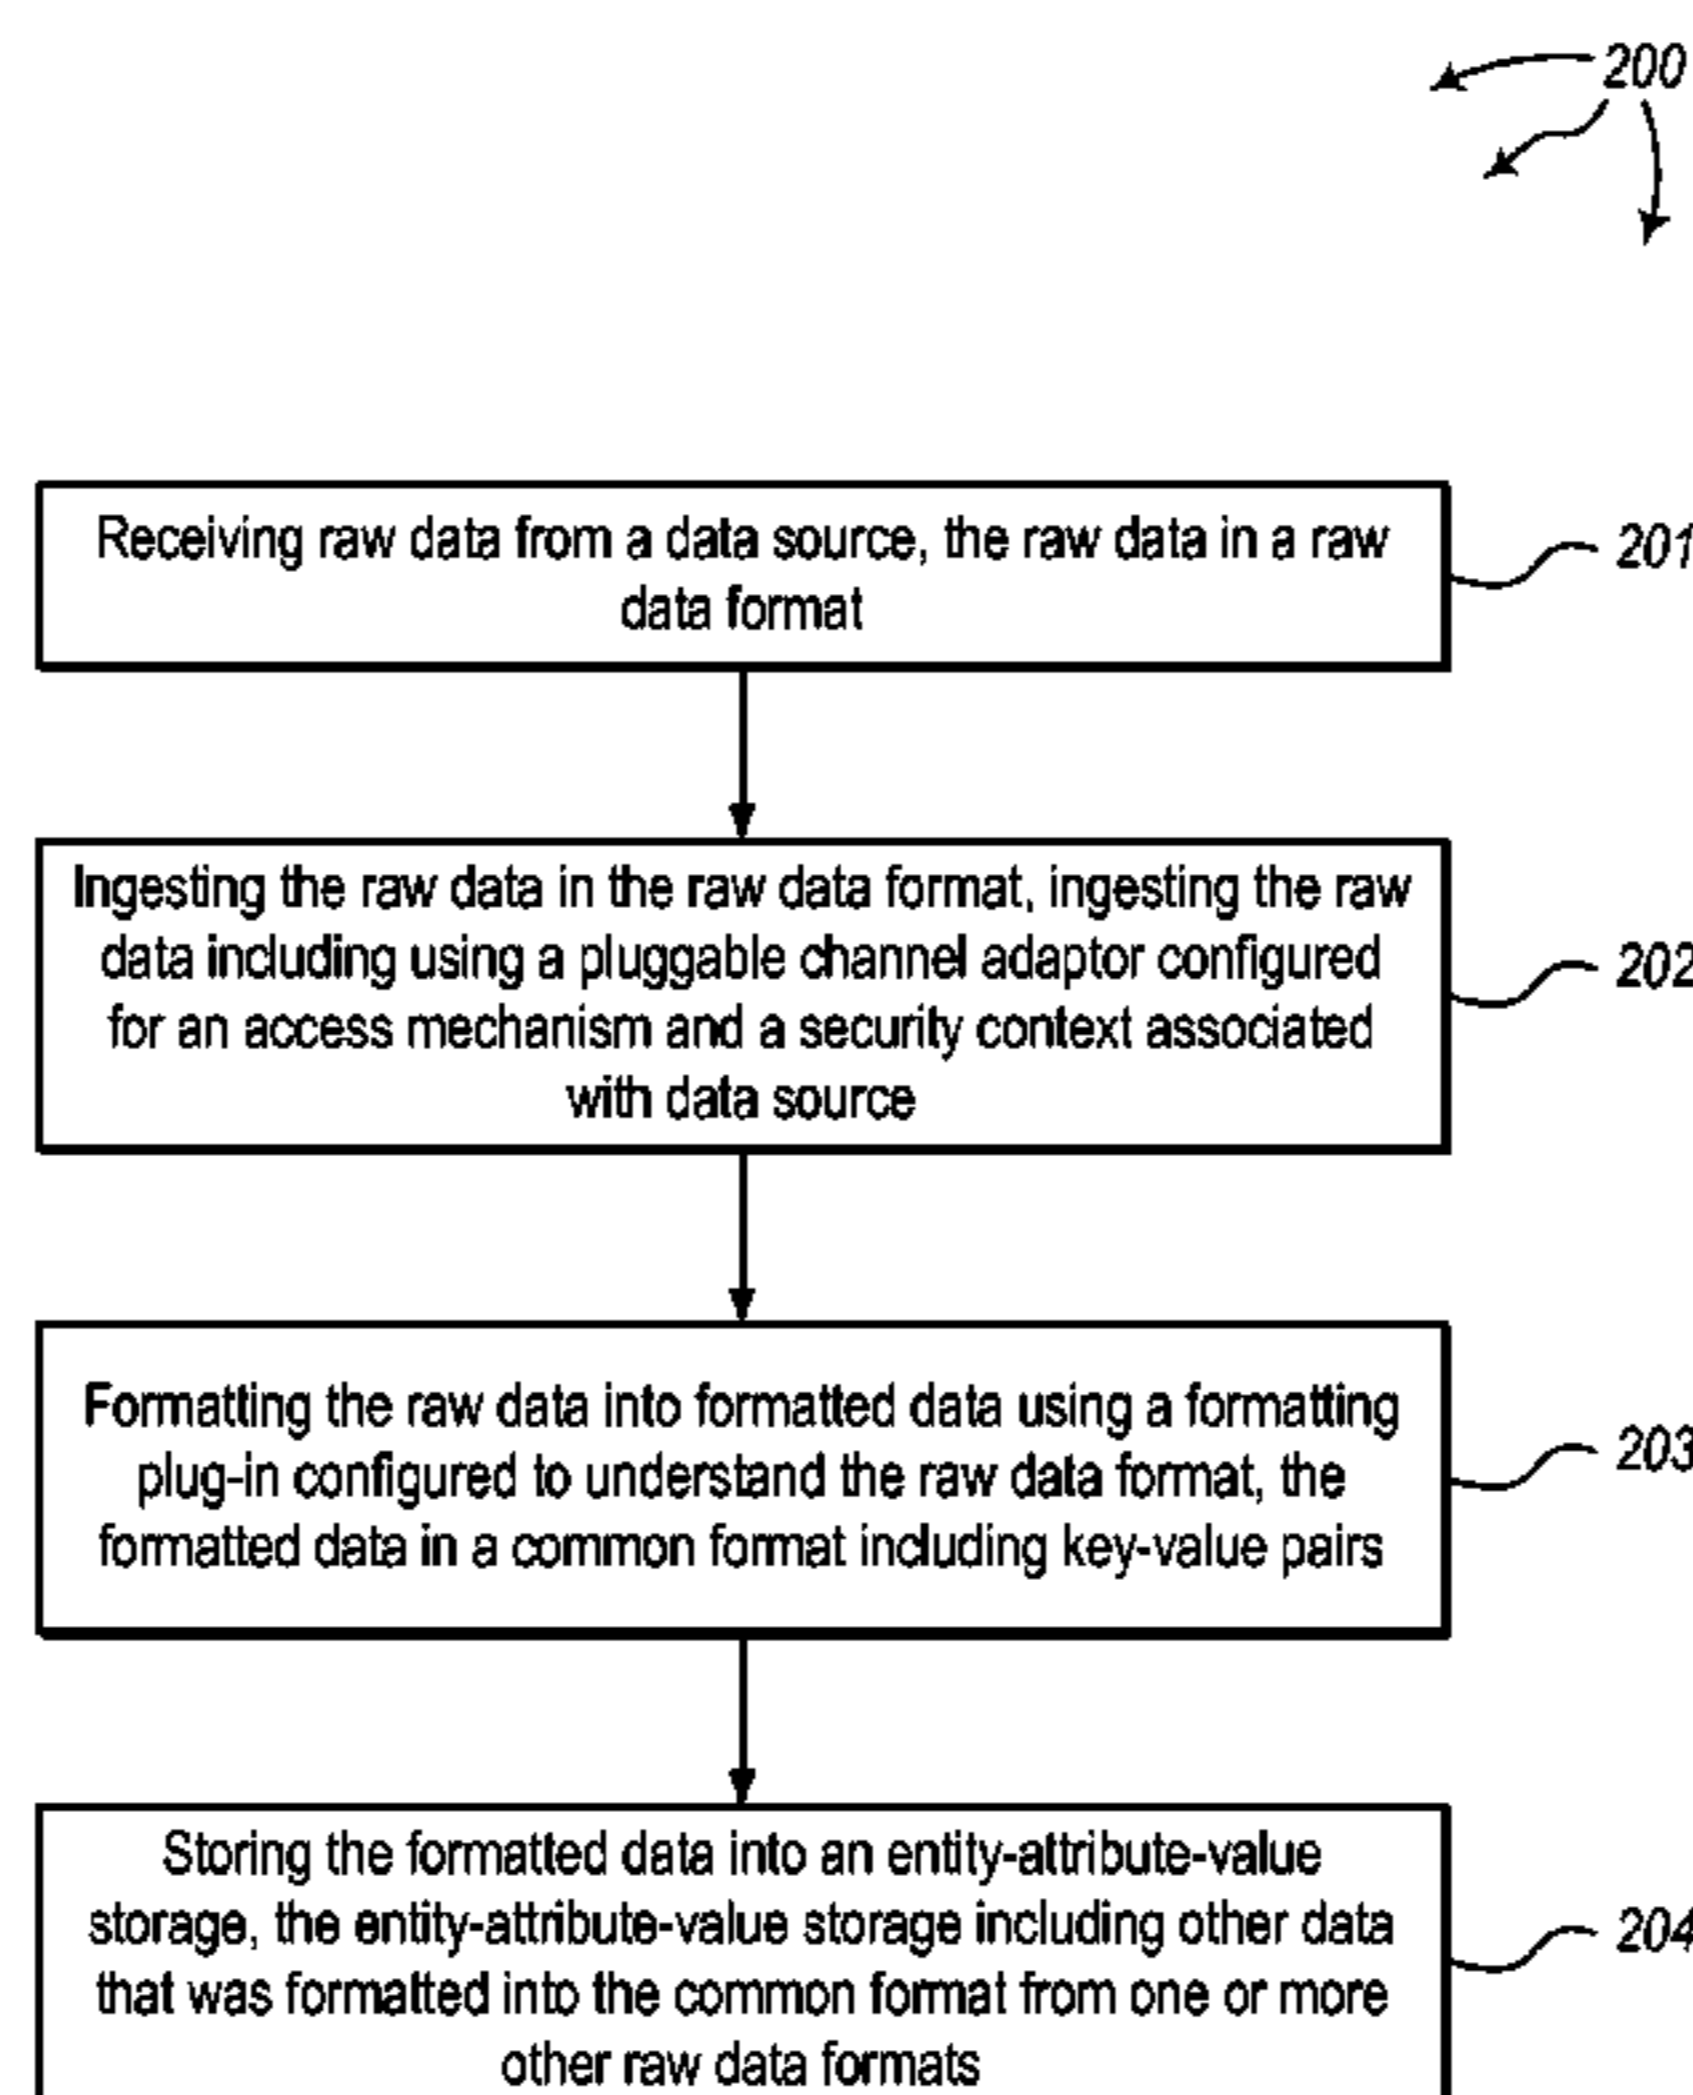 200
Receiving raw data from a data source, the raw data in a raw
data format
201
Ingesting the raw data in the raw data format, ingesting the raw
data including using a pluggable channel adaptor configured
for an access mechanism and a security context associated
with data source
202
Formatting the raw data into formatted data using a formatting
plug-in configured to understand the raw data format, the
formatted data in a common format including key-value pairs
203
Storing the formatted data into an entity-attribute-value
storage, the entity-attribute-value storage including other data
that was formatted into the common format from one or more
other raw data formats
204